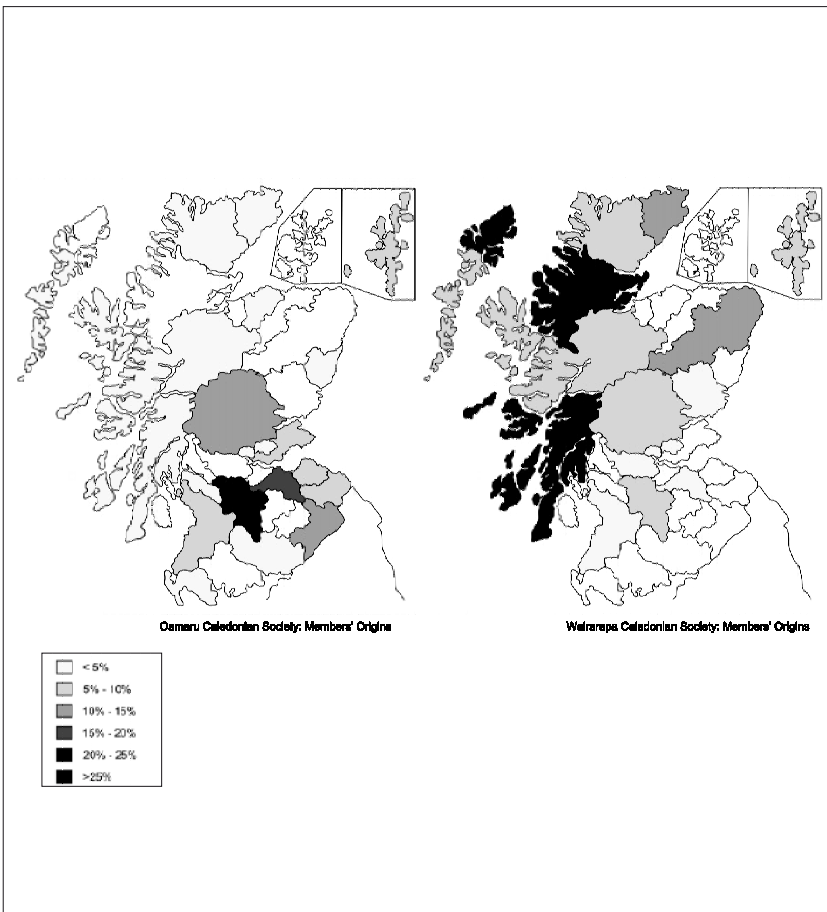 Oamaru Caledonian Society: Members' Origins
Wairarapa Caledonian Society: Members' Origins
< 5%
5% - 10%
10% - 15%
15% - 20%
20% - 25%
>25%